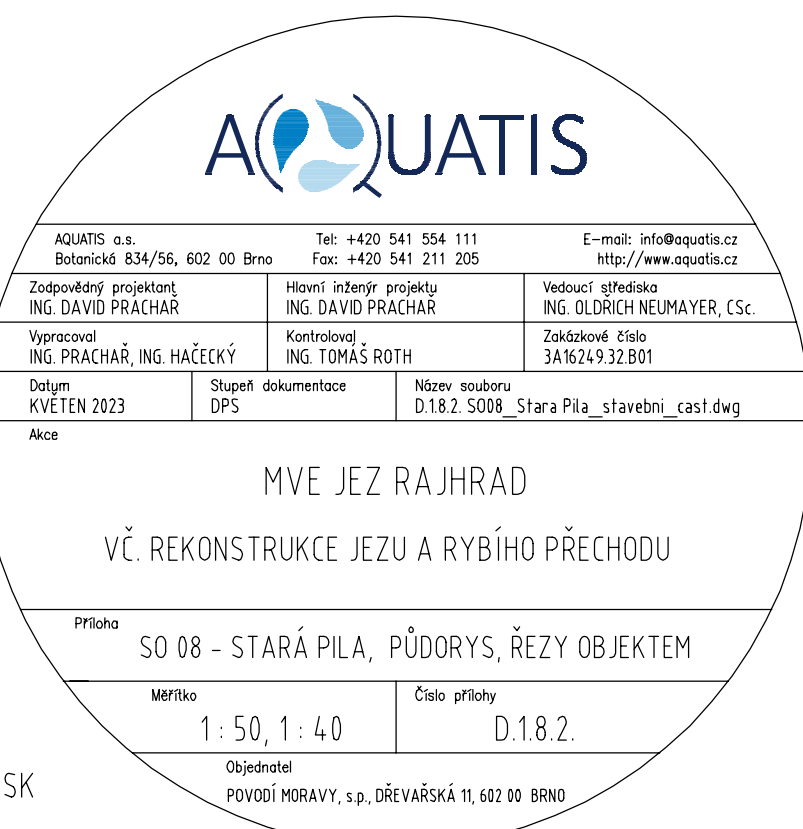 AQUATIS
AQUATIS a.s. Tel: +420 541 554 111 E-mail: info@aquatis.cz
Botanická 834/56, 602 00 Brno Fax: +420 541 211 205 http://www.aquatis.cz
Zodpovědný projektant Hlavní inženýr projektu Vedoucí střediska
ING. DAVID PRACHAŘ ING. DAVID PRACHAŘ ING. OLDŘICH NEUMAYER, CSc.
Vypracoval Kontroloval Zakázkové číslo
ING. PRACHAŘ, ING. HAČECKÝ ING. TOMÁŠ ROTH 3A16249.32.B01
Datum Stupeň dokumentace Název souboru
KVĚTEN 2023 DPS D.1.8.2. SO08_Stara Pila_stavebni_cast.dwg
Akce
MVE JEZ RAJHRAD
VČ. REKONSTRUKCE JEZU A RYBÍHO PŘECHODU
Příloha
SO 08 - STARÁ PILA, PŮDORYS, ŘEZY OBJEKTEM
Měřítko Číslo přílohy
1 : 50, 1 : 40 D.1.8.2.
Objednatel
SK
POVODÍ MORAVY, s.p., DŘEVAŘSKÁ 11, 602 00 BRNO